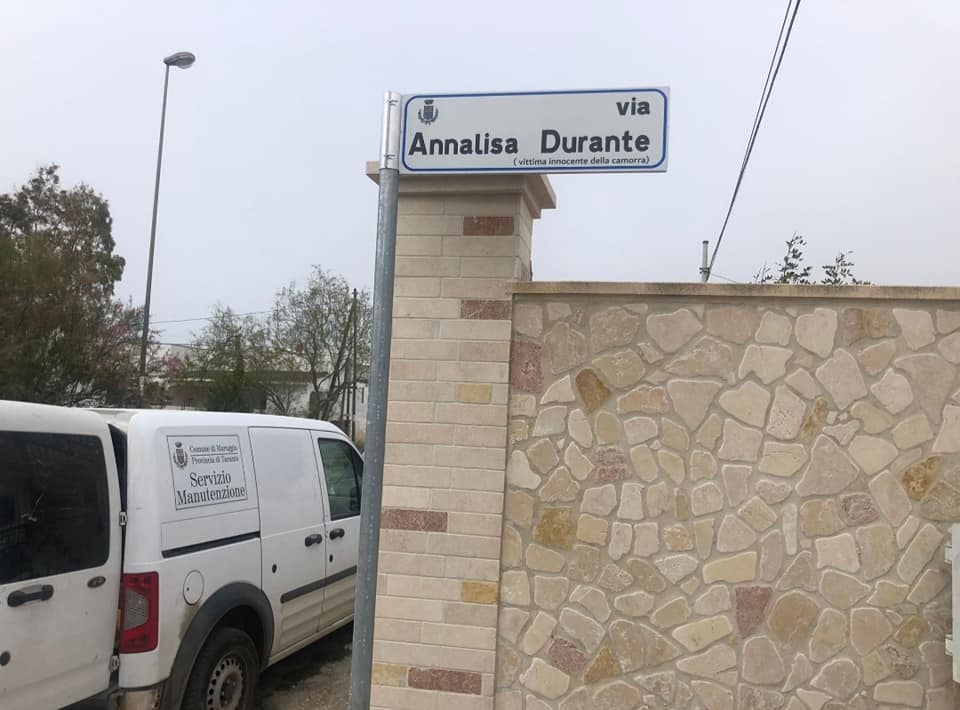 via
Annalisa Durante
(vittima innocente della camorra)
Comune di Maruggio
Provincia di Taranto
Servizio
Manutenzione